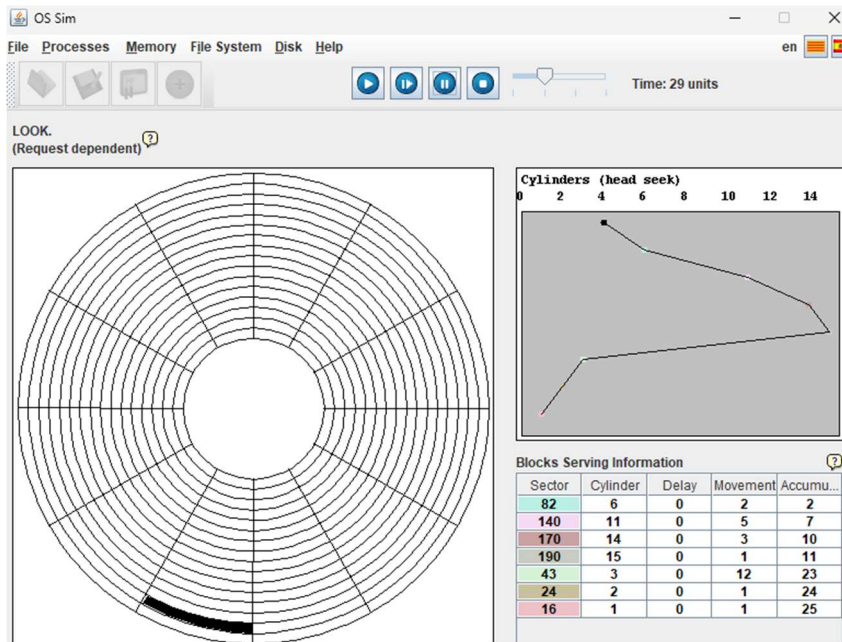 OS Sim
File Processes Memory File System Disk Help en
Time: 29 units
LOOK.
(Request dependent) ?
Cylinders (head seek)
0 2 4 6 8 10 12 14
Blocks Serving Information ?
Sector Cylinder Delay Movement Accumu...
82 6 0 2 2
140 11 0 5 7
170 14 0 3 10
190 15 0 1 11
43 3 0 12 23
24 2 0 1 24
16 1 0 1 25